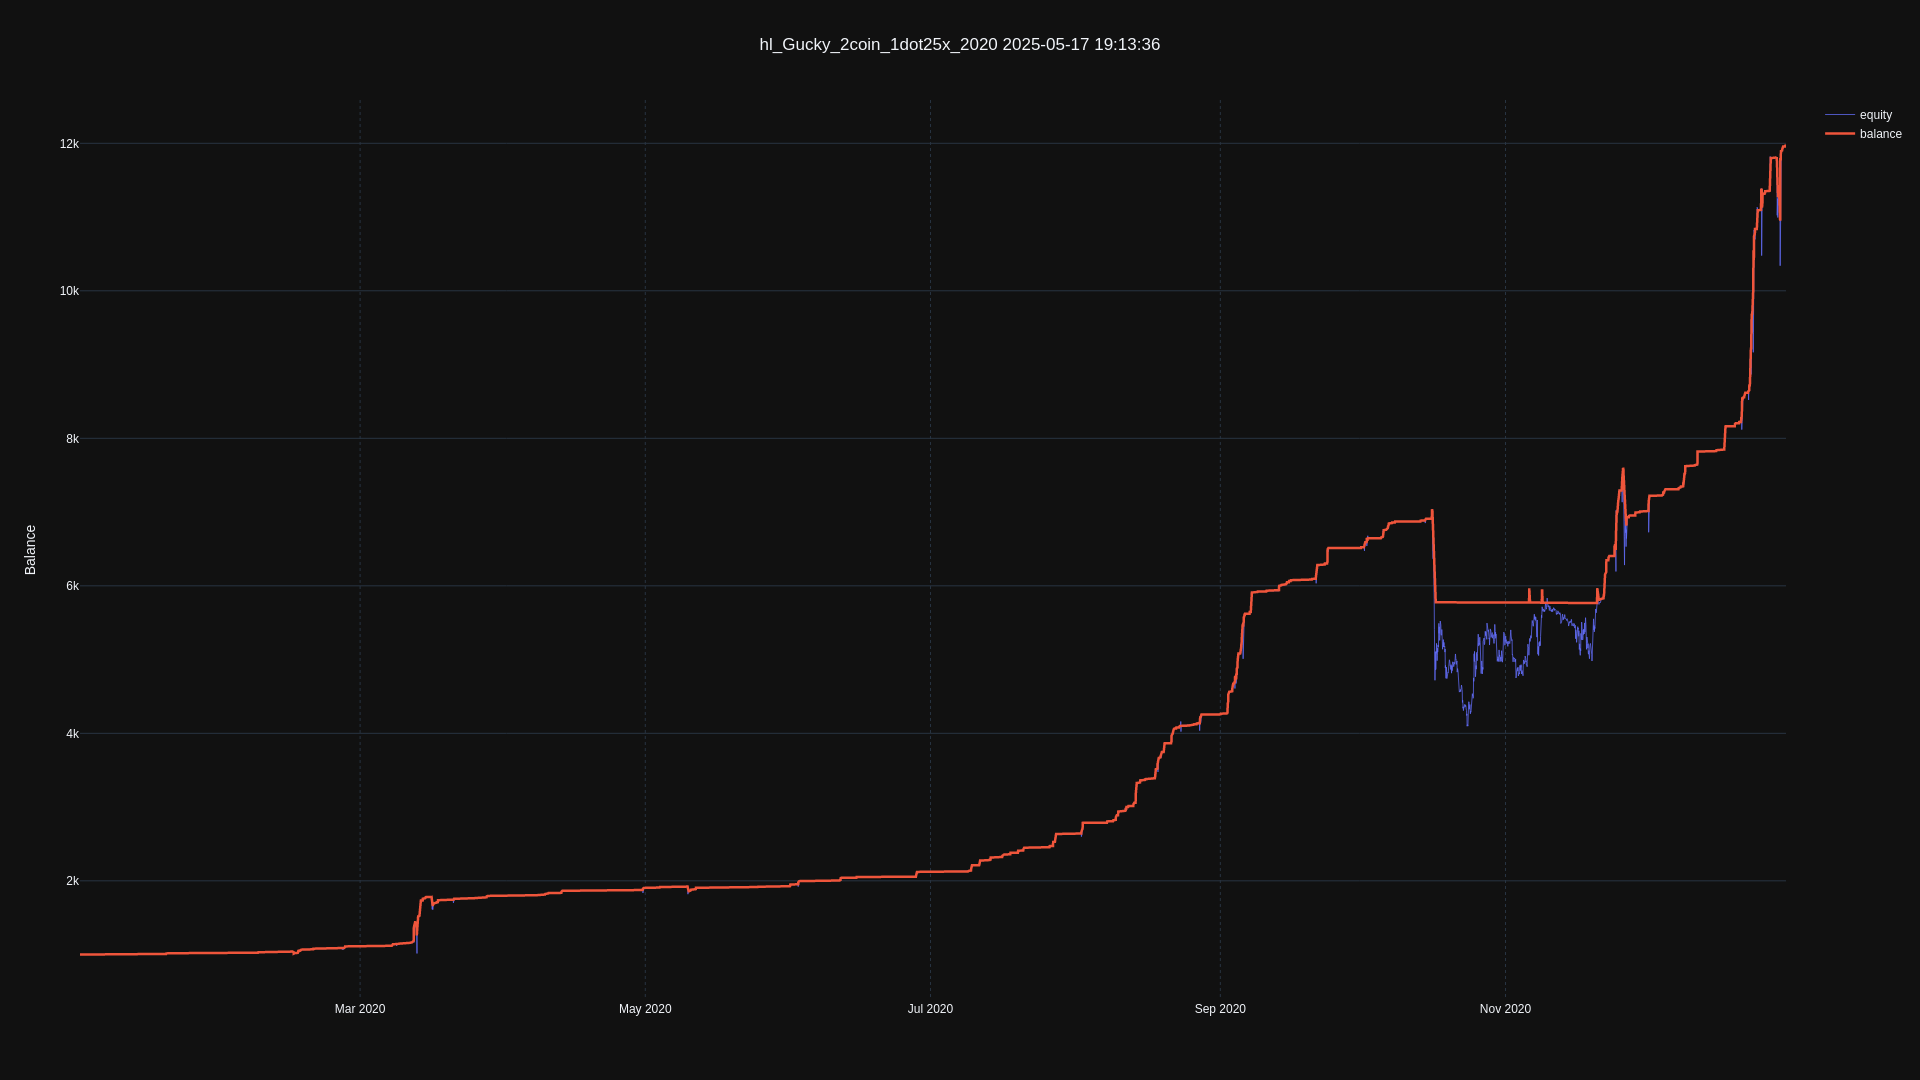 hl_Gucky_2coin_1dot25x_2020 2025-05-17 19:13:36
equity
balance
12k
10k
8k
6k
4k
2k
Balance
Mar 2020
May 2020
Jul 2020
Sep 2020
Nov 2020